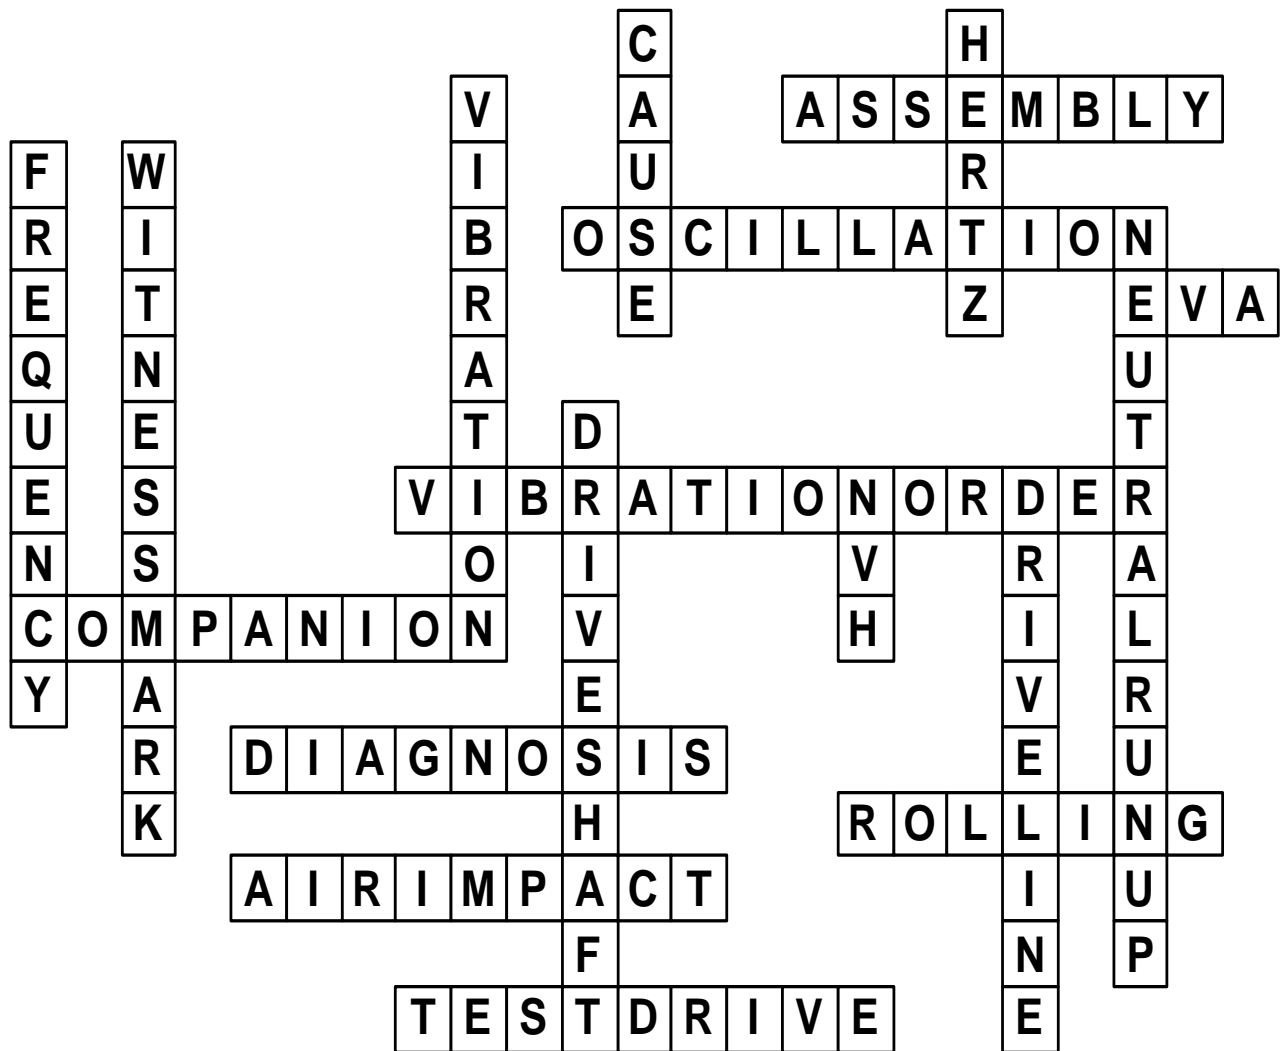 CAUSE
HERTZ
VIBRATION
ASSEMBLY
FREQUENCY
WITNESSMARK
OSCILLATION
NEUTRALRUNUP
EVA
DRIVESHAFT
VIBRATIONORDER
NVH
DRIVELINE
COMPANION
DIAGNOSIS
ROLLING
AIRIMPACT
TESTDRIVE